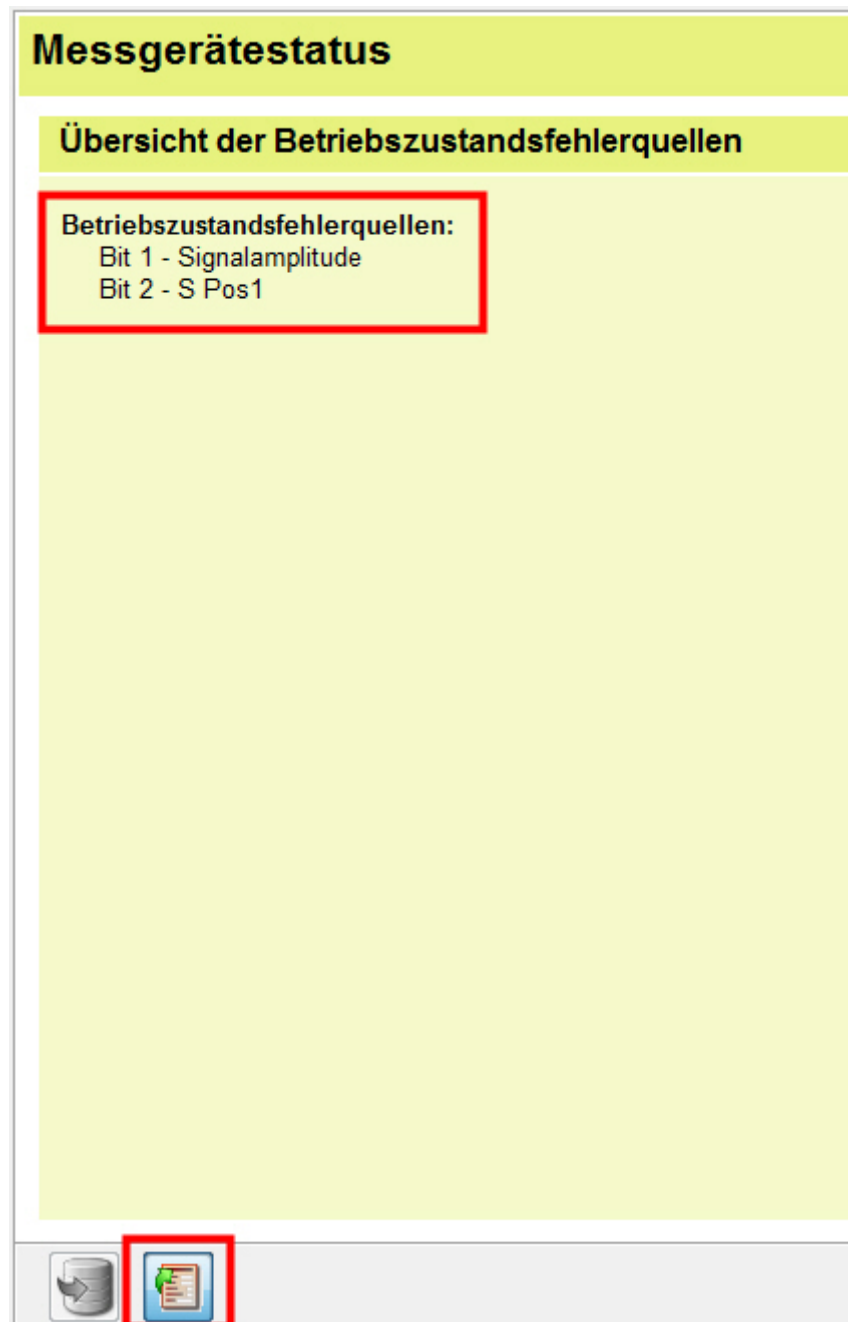 Messgerätestatus
Übersicht der Betriebszustandsfehlerquellen
Betriebszustandsfehlerquellen:
Bit 1 - Signalamplitude
Bit 2 - S Pos1